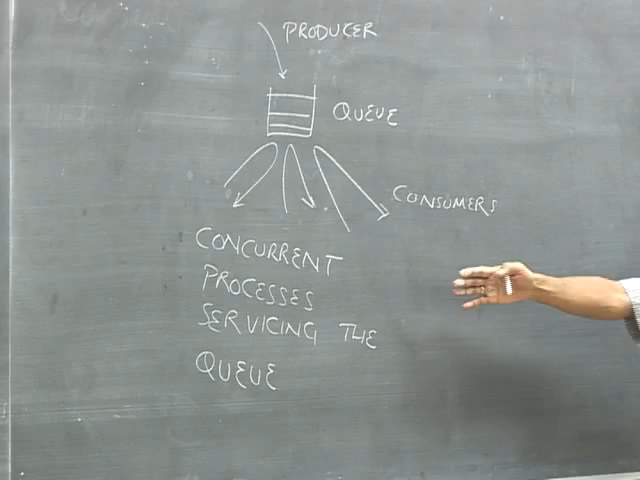 PRODUCER
QUEUE
CONSUMERS
CONCURRENT
PROCESSES
SERVICING THE
QUEUE